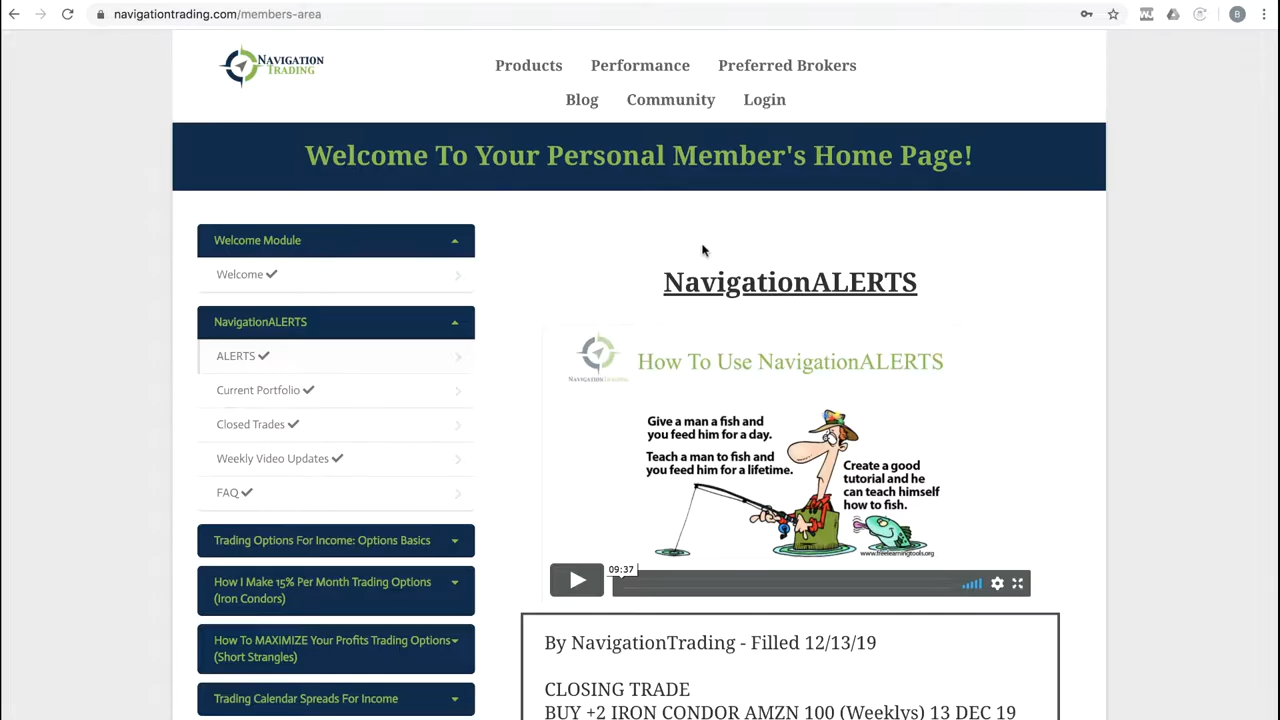 navigationtrading.com/members-area
B
NAVIGATION
TRADING
Products Performance Preferred Brokers
Blog Community Login
Welcome To Your Personal Member's Home Page!
Welcome Module
Welcome
NavigationALERTS
ALERTS
Current Portfolio
Closed Trades
Weekly Video Updates
FAQ
Trading Options For Income: Options Basics
How I Make 15% Per Month Trading Options
(Iron Condors)
How To MAXIMIZE Your Profits Trading Options
(Short Strangles)
Trading Calendar Spreads For Income
NavigationALERTS
NAVIGATIONTRADING
How To Use NavigationALERTS
Give a man a fish and
you feed him for a day.
Teach a man to fish and
you feed him for a lifetime.
Create a good
tutorial and he
can teach himself
how to fish.
www.freelearningtools.org
09:37
By NavigationTrading - Filled 12/13/19
CLOSING TRADE
BUY +2 IRON CONDOR AMZN 100 (Weeklys) 13 DEC 19